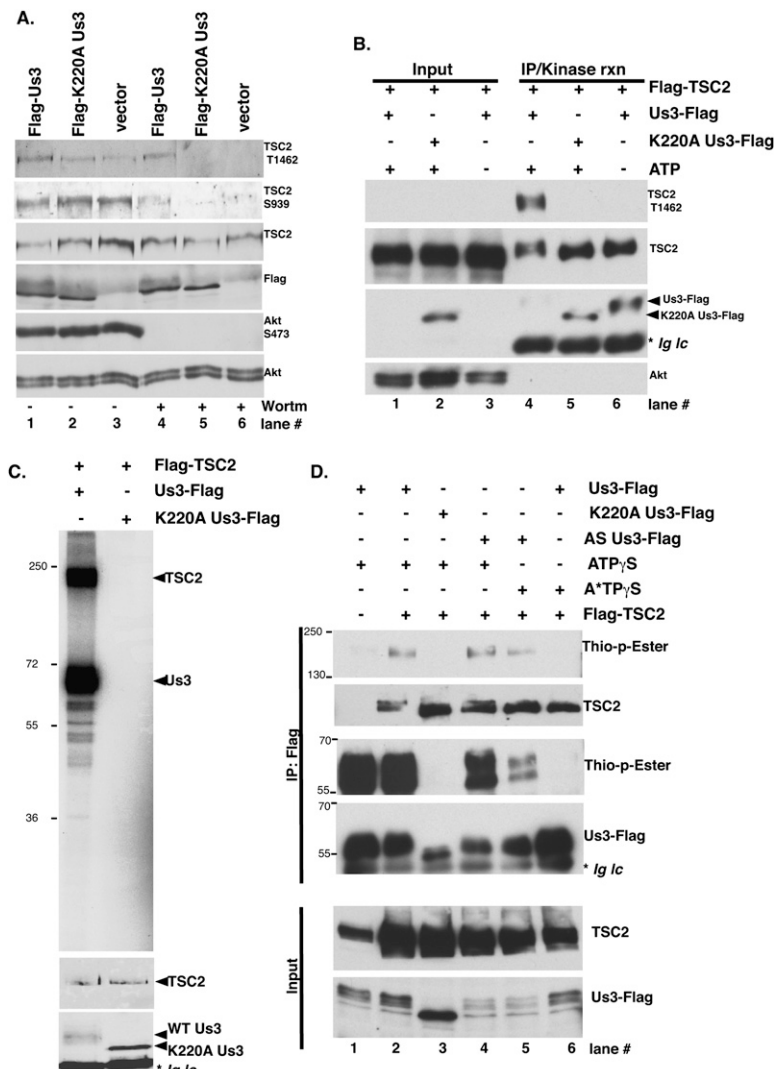 A.
Flag-Us3
Flag-K220A Us3
vector
Flag-Us3
Flag-K220A Us3
vector
TSC2
T1462
TSC2
S939
TSC2
Flag
Akt
S473
Akt
- - - + + + Wortm
1 2 3 4 5 6 lane #
B.
Input IP/Kinase rxn
+ + + + + + Flag-TSC2
+ - + + - + Us3-Flag
- + - - + - K220A Us3-Flag
+ + - + + - ATP
TSC2
T1462
TSC2
Us3-Flag
K220A Us3-Flag
* Ig lc
Akt
1 2 3 4 5 6 lane #
C.
+ + Flag-TSC2
+ - Us3-Flag
- + K220A Us3-Flag
250
TSC2
72
Us3
55
36
TSC2
WT Us3
K220A Us3
* Ig lc
D.
+ + - - - + Us3-Flag
- - + - - - K220A Us3-Flag
- - - + + - AS Us3-Flag
+ + + + - - ATPγS
- - - - + + A*TPγS
- + + + + + Flag-TSC2
IP: Flag
250
Thio-p-Ester
130
TSC2
70
Thio-p-Ester
55
70
Us3-Flag
55
* Ig lc
Input
TSC2
Us3-Flag
1 2 3 4 5 6 lane #